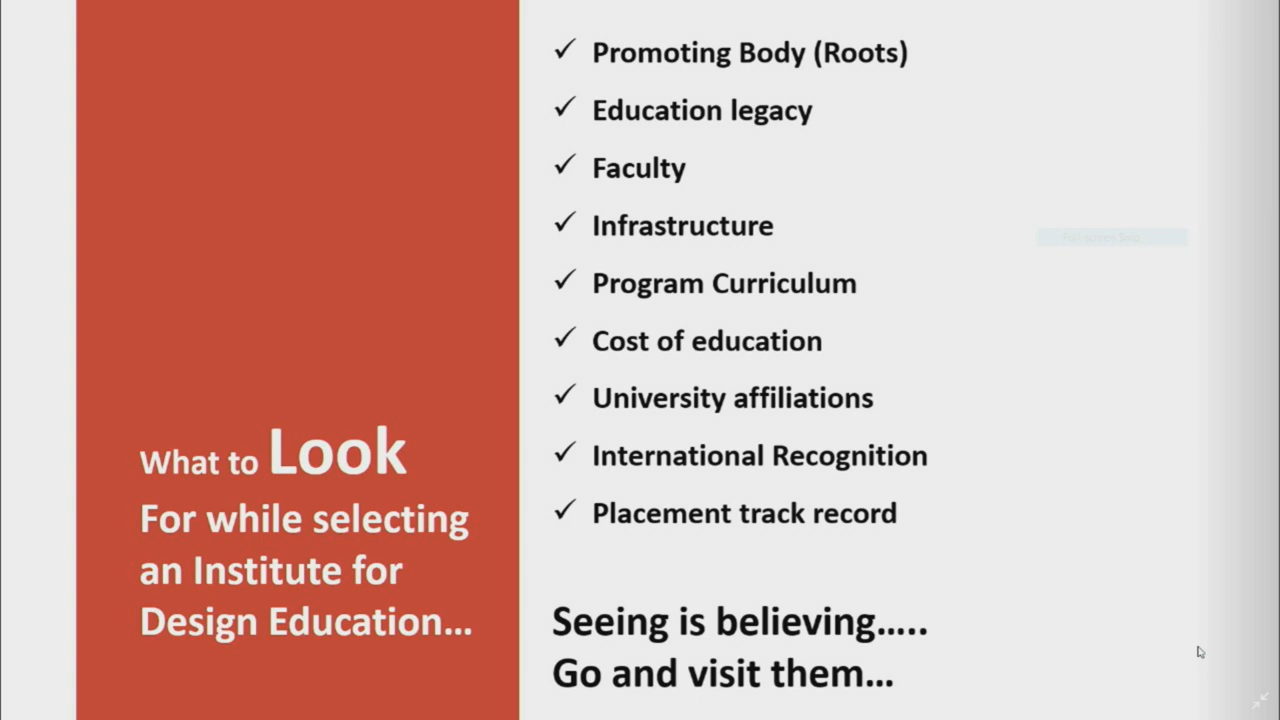 What to Look
For while selecting
an Institute for
Design Education...
Promoting Body (Roots)
Education legacy
Faculty
Infrastructure
Program Curriculum
Cost of education
University affiliations
International Recognition
Placement track record
Seeing is believing.....
Go and visit them...